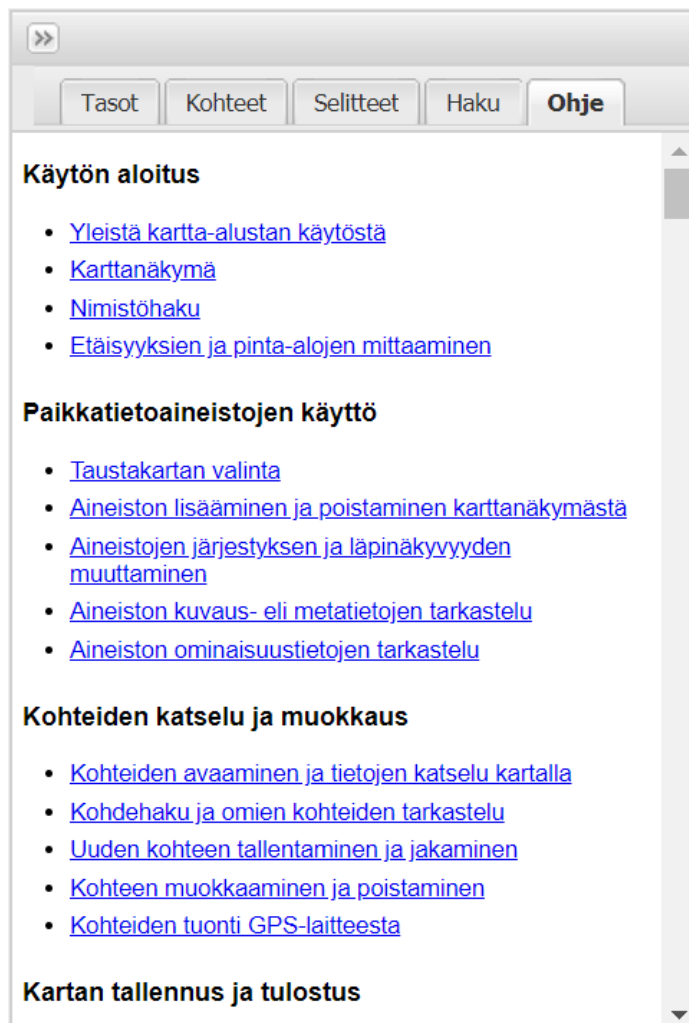 Tasot Kohteet Selitteet Haku Ohje
Käytön aloitus
Yleistä kartta-alustan käytöstä
Karttanäkymä
Nimistöhaku
Etäisyyksien ja pinta-alojen mittaaminen
Paikkatietoaineistojen käyttö
Taustakartan valinta
Aineiston lisääminen ja poistaminen karttanäkymästä
Aineistojen järjestyksen ja läpinäkyvyyden
muuttaminen
Aineiston kuvaus- eli metatietojen tarkastelu
Aineiston ominaisuustietojen tarkastelu
Kohteiden katselu ja muokkaus
Kohteiden avaaminen ja tietojen katselu kartalla
Kohdehaku ja omien kohteiden tarkastelu
Uuden kohteen tallentaminen ja jakaminen
Kohteen muokkaaminen ja poistaminen
Kohteiden tuonti GPS-laitteesta
Kartan tallennus ja tulostus